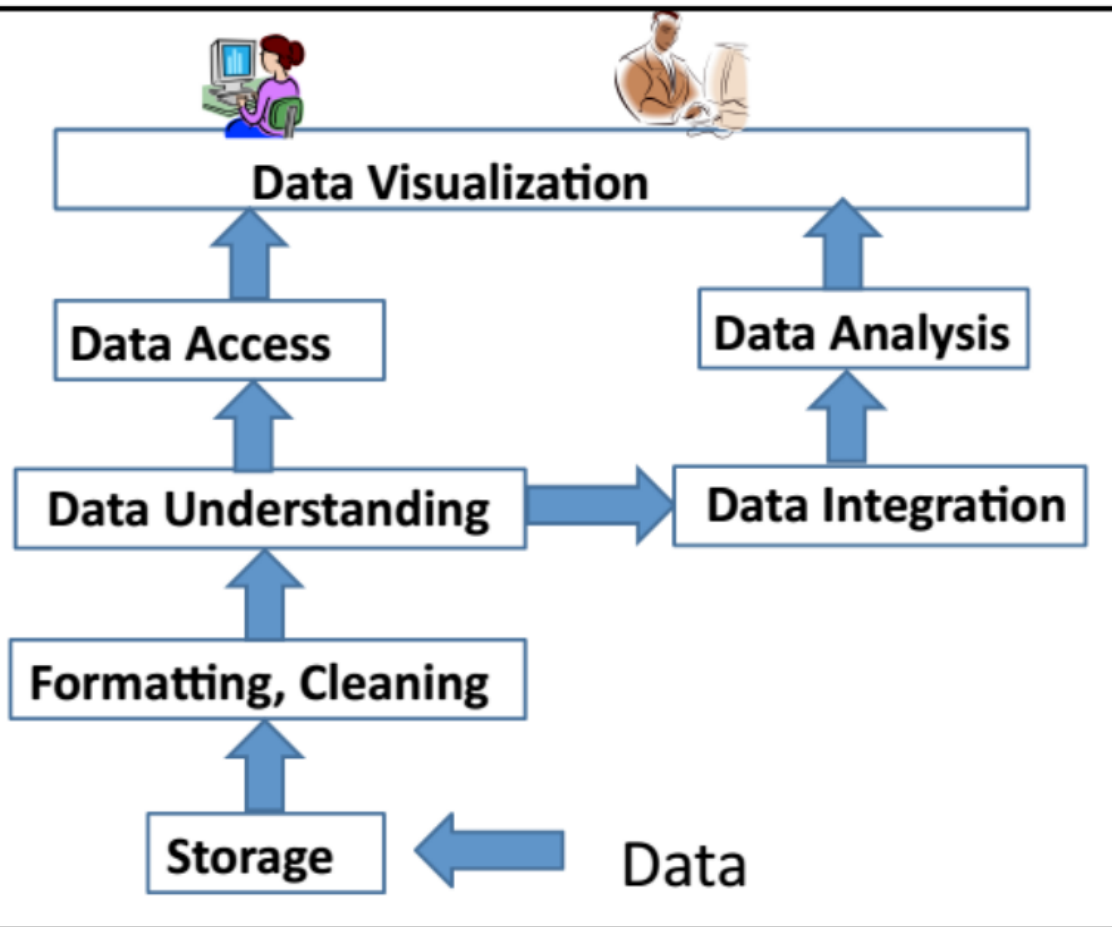 Data Visualization
Data Access
Data Analysis
Data Understanding
Data Integration
Formatting, Cleaning
Storage
Data